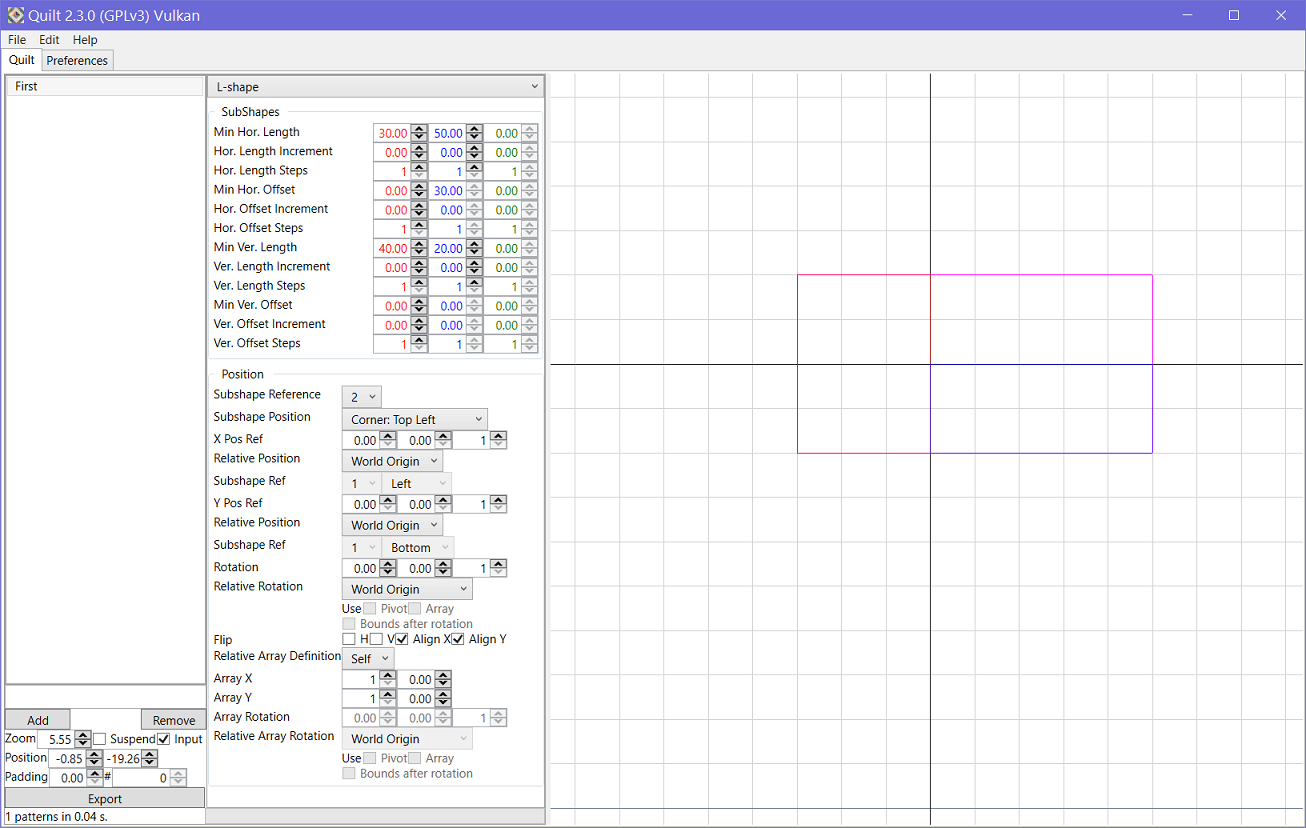 Quilt 2.3.0 (GPLv3) Vulkan
File Edit Help
Quilt Preferences
First
L-shape
SubShapes
Min Hor. Length 30.00 50.00 0.00
Hor. Length Increment 0.00 0.00 0.00
Hor. Length Steps 1 1 1
Min Hor. Offset 0.00 30.00 0.00
Hor. Offset Increment 0.00 0.00 0.00
Hor. Offset Steps 1 1 1
Min Ver. Length 40.00 20.00 0.00
Ver. Length Increment 0.00 0.00 0.00
Ver. Length Steps 1 1 1
Min Ver. Offset 0.00 0.00 0.00
Ver. Offset Increment 0.00 0.00 0.00
Ver. Offset Steps 1 1 1
Position
Subshape Reference 2
Subshape Position Corner: Top Left
X Pos Ref 0.00 0.00 1
Relative Position World Origin
Subshape Ref 1 Left
Y Pos Ref 0.00 0.00 1
Relative Position World Origin
Subshape Ref 1 Bottom
Rotation 0.00 0.00 1
Relative Rotation World Origin
Use Pivot Array
Bounds after rotation
Flip H V Align X Align Y
Relative Array Definition Self
Array X 1 0.00
Array Y 1 0.00
Array Rotation 0.00 0.00 1
Relative Array Rotation World Origin
Use Pivot Array
Bounds after rotation
Add Remove
Zoom 5.55 Suspend Input
Position -0.85 -19.26
Padding 0.00 # 0
Export
1 patterns in 0.04 s.